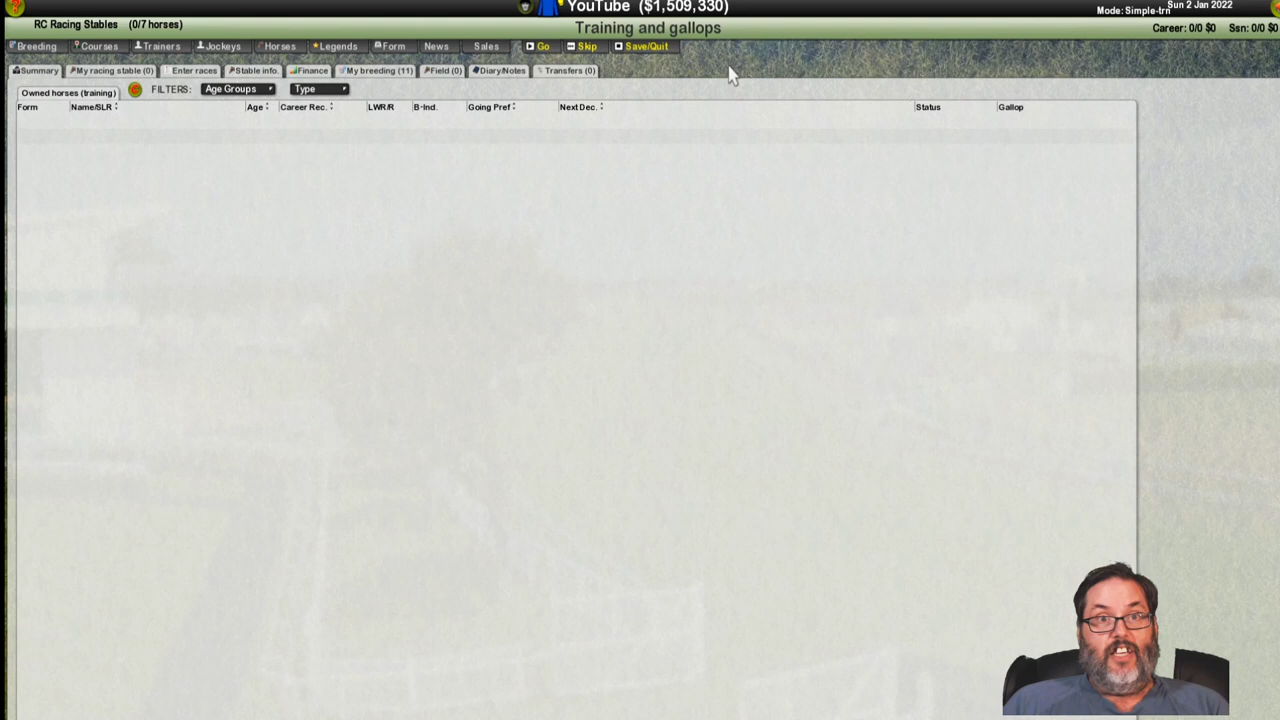 YouTube ($1,509,330)
Mode: Simple-trn Sun 2 Jan 2022
RC Racing Stables (0/7 horses)
Training and gallops
Career: 0/0 $0 Ssn: 0/0 $0
Breeding Courses Trainers Jockeys Horses Legends Form News Sales Go Skip Save/Quit
Summary My racing stable (0) Enter races Stable info. Finance My breeding (11) Field (0) Diary/Notes Transfers (0)
Owned horses (training) FILTERS: Age Groups Type
Form Name/SLR Age Career Rec. LWR/R B-Ind. Going Pref Next Dec. Status Gallop